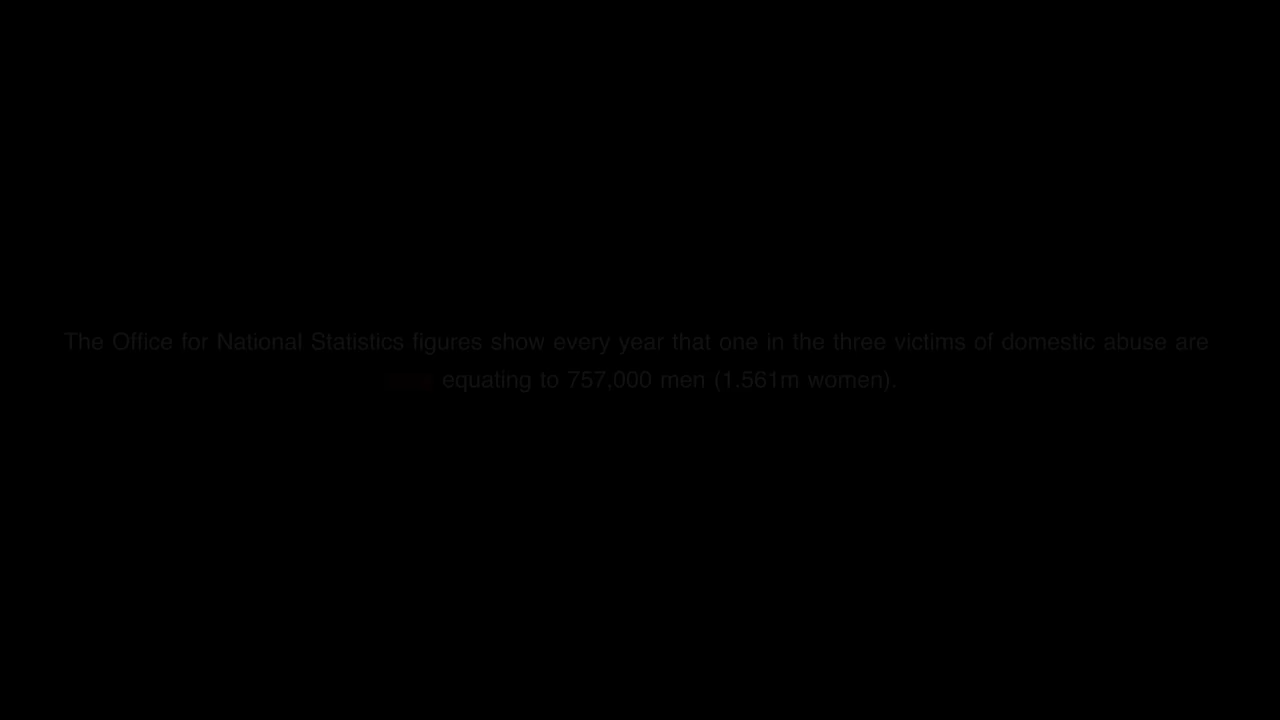 The Office for National Statistics figures show every year that one in the three victims of domestic abuse are
equating to 757,000 men (1.561m women).